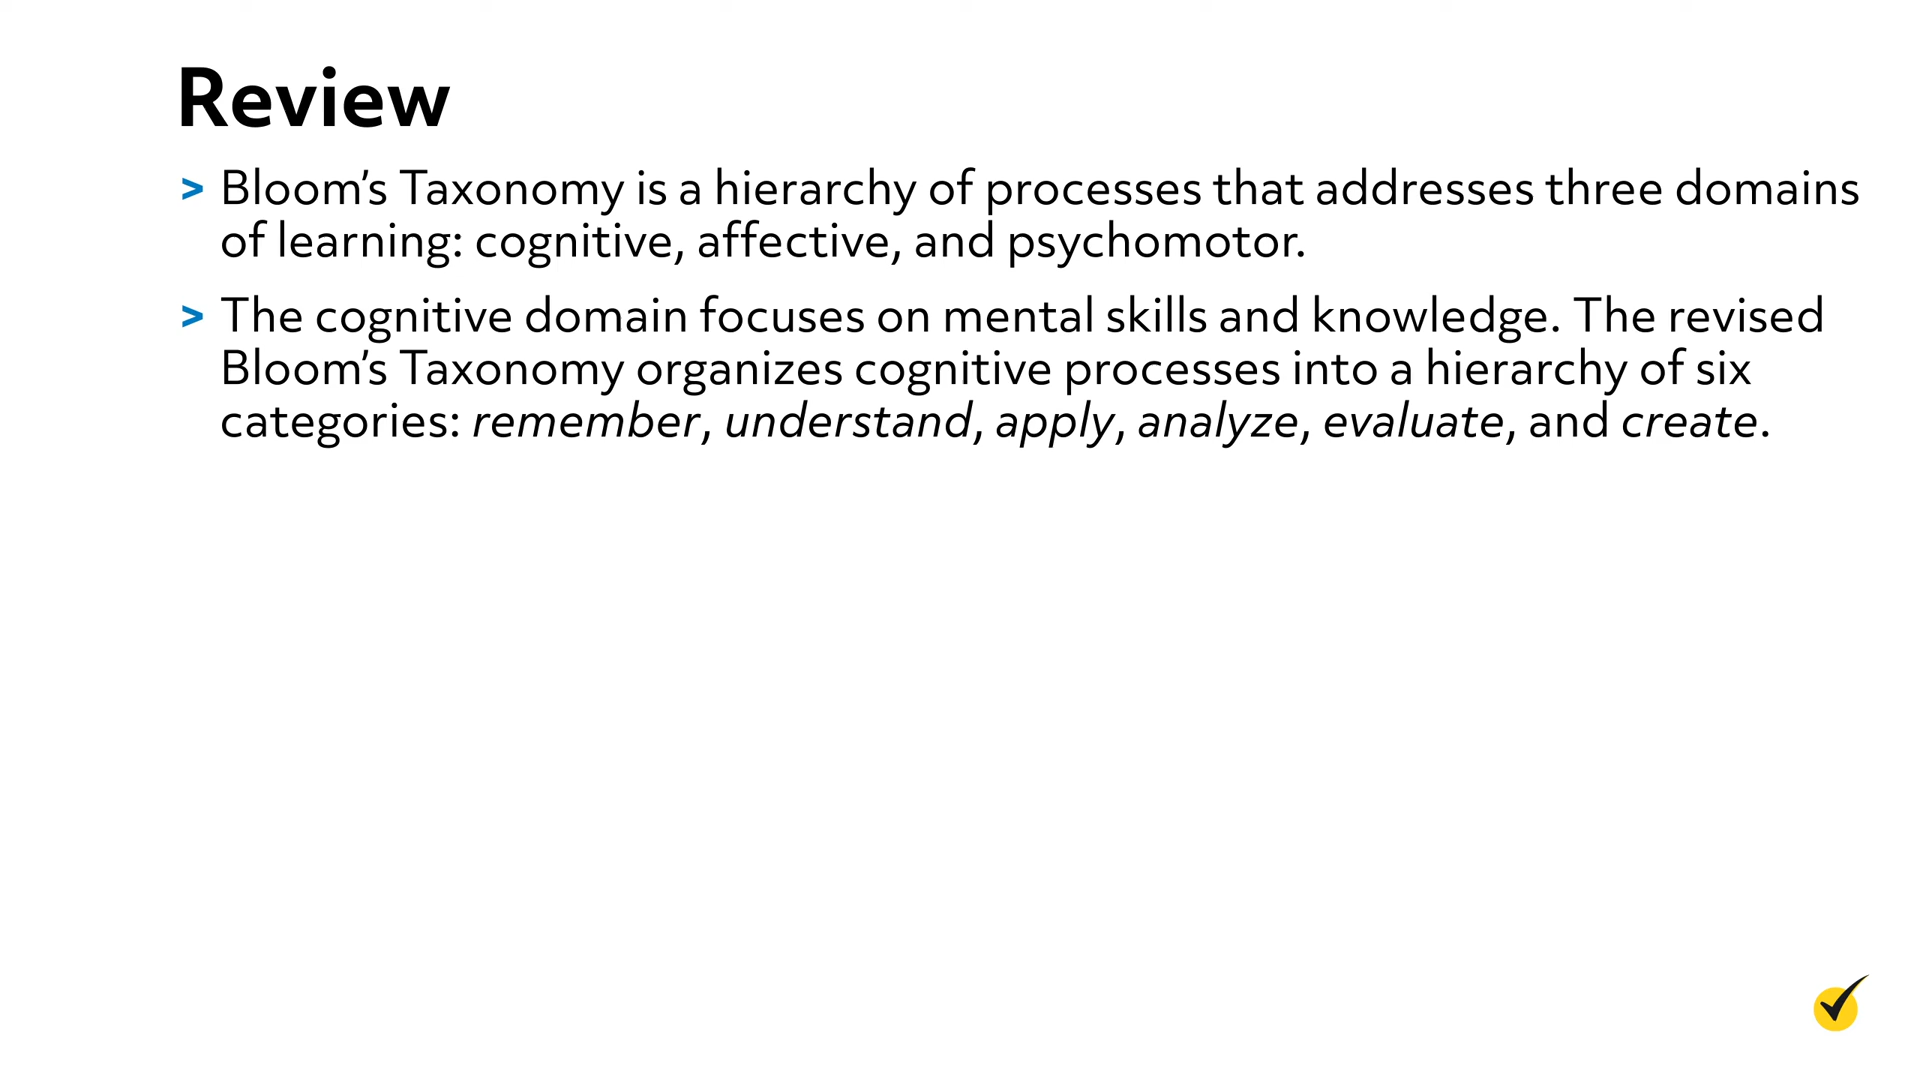 Review
> Bloom’s Taxonomy is a hierarchy of processes that addresses three domains
of learning: cognitive, affective, and psychomotor.
> The cognitive domain focuses on mental skills and knowledge. The revised
Bloom’s Taxonomy organizes cognitive processes into a hierarchy of six
categories: remember, understand, apply, analyze, evaluate, and create.